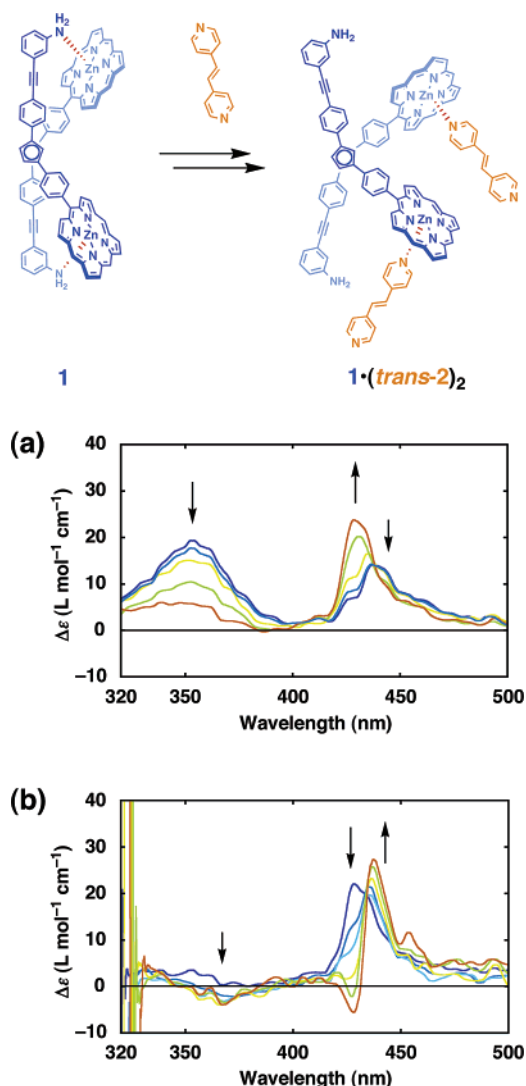 NH₂
N
N
Zn
N
N
N
N
Zn
N
N
N
H₂
N
N
NH₂
N
N
Zn
N
N
N
N
N
N
Zn
N
N
NH₂
N
N
1
1•(trans-2)₂
(a)
40
30
20
10
0
–10
Δε (L mol⁻¹ cm⁻¹)
320
350
400
450
500
Wavelength (nm)
(b)
40
30
20
10
0
–10
Δε (L mol⁻¹ cm⁻¹)
320
350
400
450
500
Wavelength (nm)